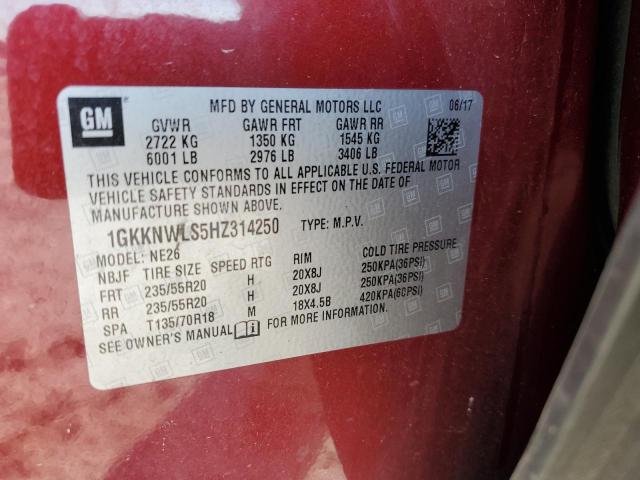 GM
MFD BY GENERAL MOTORS LLC 06/17
GVWR GAWR FRT GAWR RR
2722 KG 1350 KG 1545 KG
6001 LB 2976 LB 3406 LB
THIS VEHICLE CONFORMS TO ALL APPLICABLE U.S. FEDERAL MOTOR
VEHICLE SAFETY STANDARDS IN EFFECT ON THE DATE OF
MANUFACTURE SHOWN ABOVE.
1GKKNWLS5HZ314250 TYPE: M.P.V.
MODEL: NE26
NBJF TIRE SIZE SPEED RTG RIM COLD TIRE PRESSURE
FRT 235/55R20 H 20X8J 250KPA(36PSI)
RR 235/55R20 H 20X8J 250KPA(36PSI)
SPA T135/70R18 M 18X4.5B 420KPA(60PSI)
SEE OWNER'S MANUAL FOR MORE INFORMATION.